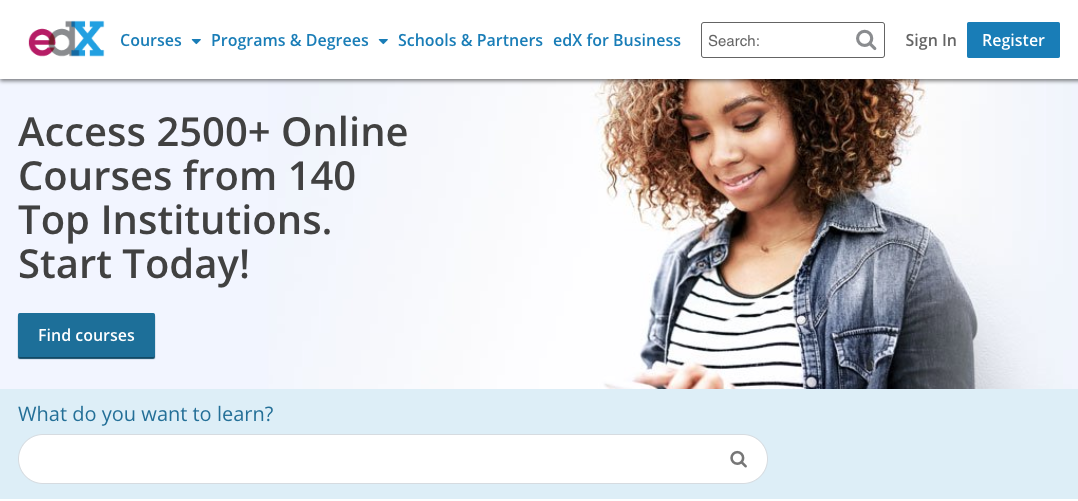 edX Courses Programs & Degrees Schools & Partners edX for Business Search: Sign In Register
Access 2500+ Online
Courses from 140
Top Institutions.
Start Today!
Find courses
What do you want to learn?